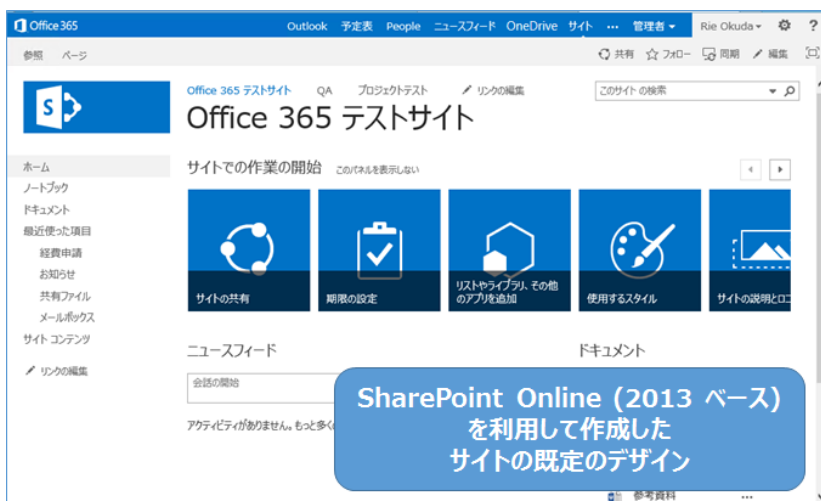 Office 365
Outlook 予定表 People ニュースフィード OneDrive サイト ··· 管理者 Rie Okuda ?
参照 ページ
共有 フォロー 同期 編集
Office 365 テストサイト QA プロジェクトテスト リンクの編集
このサイト の検索
S
Office 365 テストサイト
ホーム
ノートブック
ドキュメント
最近使った項目
経費申請
お知らせ
共有ファイル
メールボックス
サイト コンテンツ
リンクの編集
サイトでの作業の開始 このパネルを表示しない
サイトの共有
期限の設定
リストやライブラリ、その他
のアプリを追加
使用するスタイル
サイトの説明とロゴ
ニュースフィード
会話の開始
アクティビティがありません。もっと多く
ドキュメント
SharePoint Online (2013 ベース)
を利用して作成した
サイトの既定のデザイン
参考資料 ...